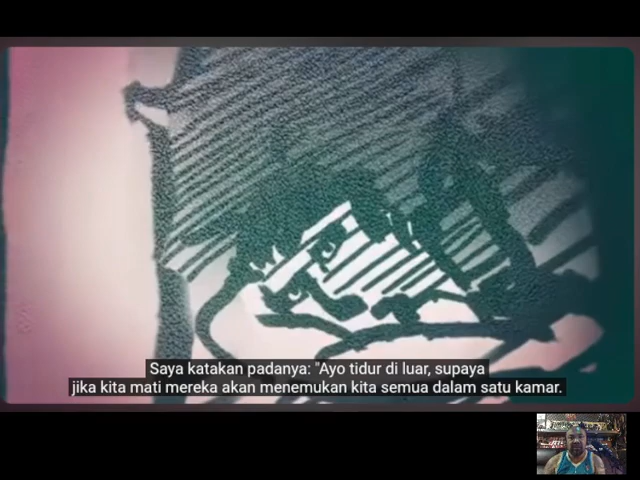 Saya katakan padanya: "Ayo tidur di luar, supaya
jika kita mati mereka akan menemukan kita semua dalam satu kamar.